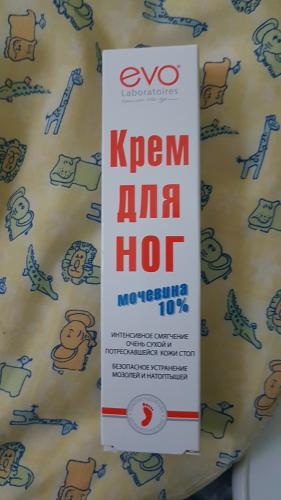 evo®
Laboratoires
Крем
для
ног
мочевина
10%
ИНТЕНСИВНОЕ СМЯГЧЕНИЕ
ОЧЕНЬ СУХОЙ И
ПОТРЕСКАВШЕЙСЯ КОЖИ СТОП
БЕЗОПАСНОЕ УСТРАНЕНИЕ
МОЗОЛЕЙ И НАТОПТЫШЕЙ